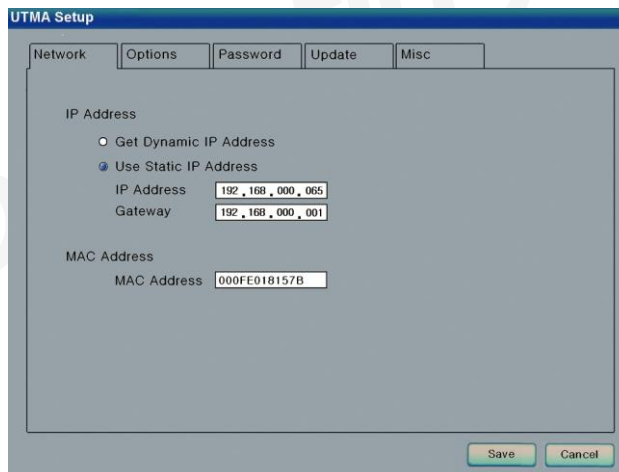 UTMA Setup
Network Options Password Update Misc
IP Address
Get Dynamic IP Address
Use Static IP Address
IP Address 192.168.000.065
Gateway 192.168.000.001
MAC Address
MAC Address 000FE018157B
Save Cancel